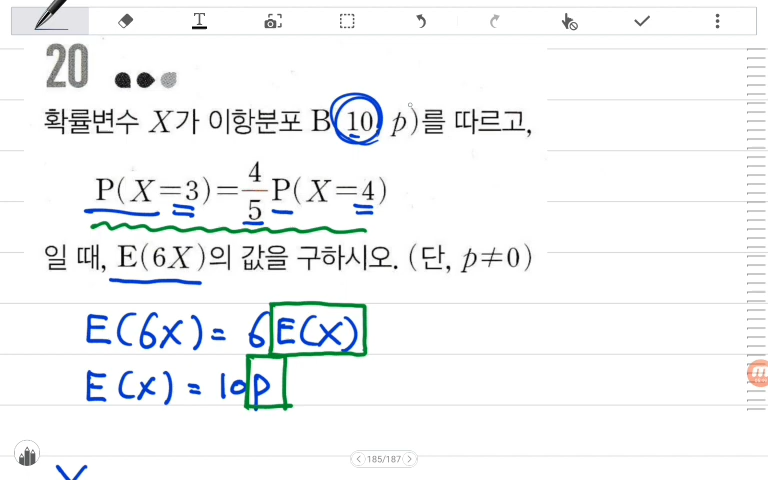 T
20
확률변수 X가 이항분포 B(10, p)를 따르고,
P(X=3)=4/5 P(X=4)
일 때, E(6X)의 값을 구하시오. (단, p≠0)
E(6X) = 6E(X)
E(X) = 10p
185/187